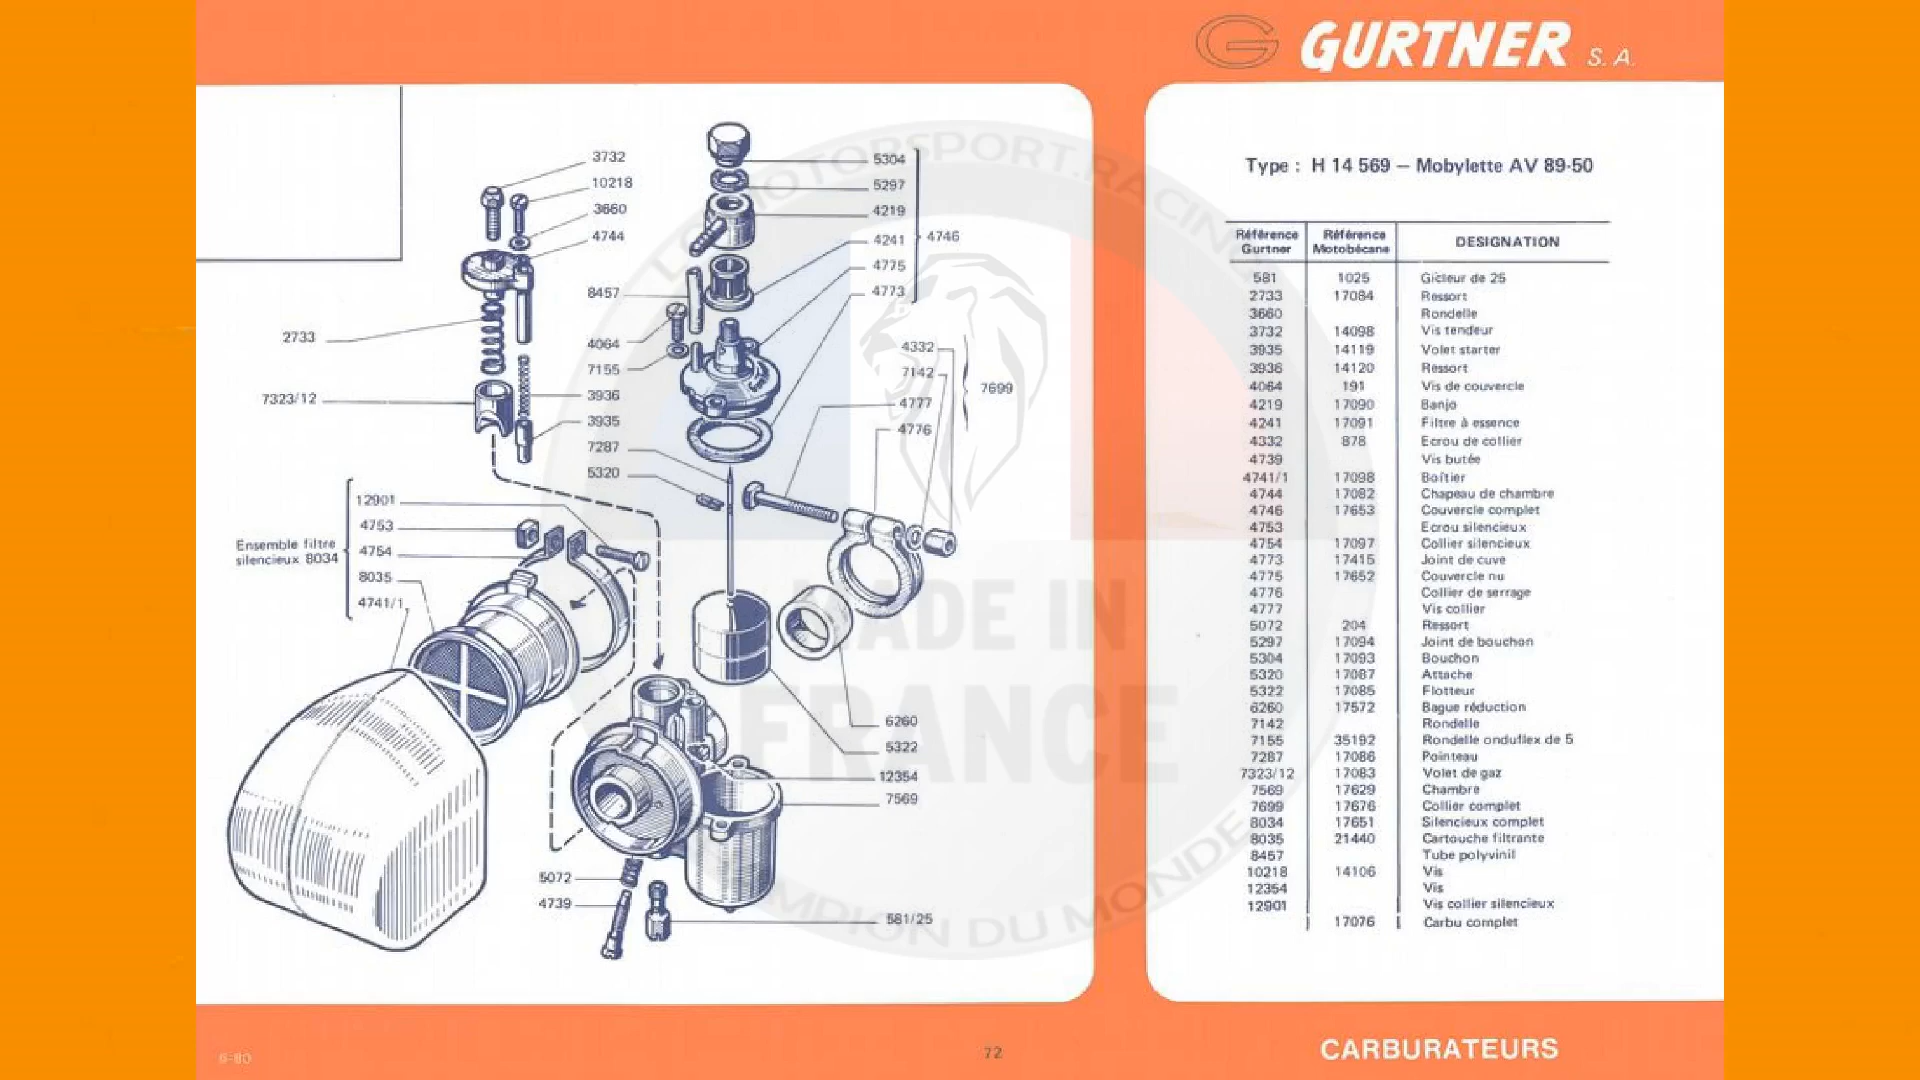 G GURTNER S. A.
3732
10218
3660
4744
2733
7323/12
8457
4064
7155
3936
3935
7287
5320
5304
5297
4219
4241
4746
4775
4773
4332
7142
7699
4777
4776
12901
4753
Ensemble filtre
silencieux 8034
4754
8035
4741/1
6260
5322
12354
7569
5072
4739
581/25
MOTORSPORT.RACING
MADE IN
FRANCE
CHAMPION DU MONDE
Type : H 14 569 – Mobylette AV 89-50
Référence Gurtner Référence Motobécane DESIGNATION
581 1025 Gicleur de 25
2733 17084 Ressort
3660 Rondelle
3732 14098 Vis tendeur
3935 14119 Volet starter
3936 14120 Ressort
4064 191 Vis de couvercle
4219 17090 Banjo
4241 17091 Filtre à essence
4332 878 Ecrou de collier
4739 Vis butée
4741/1 17098 Boîtier
4744 17082 Chapeau de chambre
4746 17653 Couvercle complet
4753 Ecrou silencieux
4754 17097 Collier silencieux
4773 17415 Joint de cuve
4775 17652 Couvercle nu
4776 Collier de serrage
4777 Vis collier
5072 204 Ressort
5297 17094 Joint de bouchon
5304 17093 Bouchon
5320 17087 Attache
5322 17085 Flotteur
6260 17572 Bague réduction
7142 Rondelle
7155 35192 Rondelle onduflex de 5
7287 17086 Pointeau
7323/12 17083 Volet de gaz
7569 17629 Chambre
7699 17676 Collier complet
8034 17651 Silencieux complet
8035 21440 Cartouche filtrante
8457 Tube polyvinil
10218 14106 Vis
12354 Vis
12901 Vis collier silencieux
17076 Carbu complet
6-80
72
CARBURATEURS